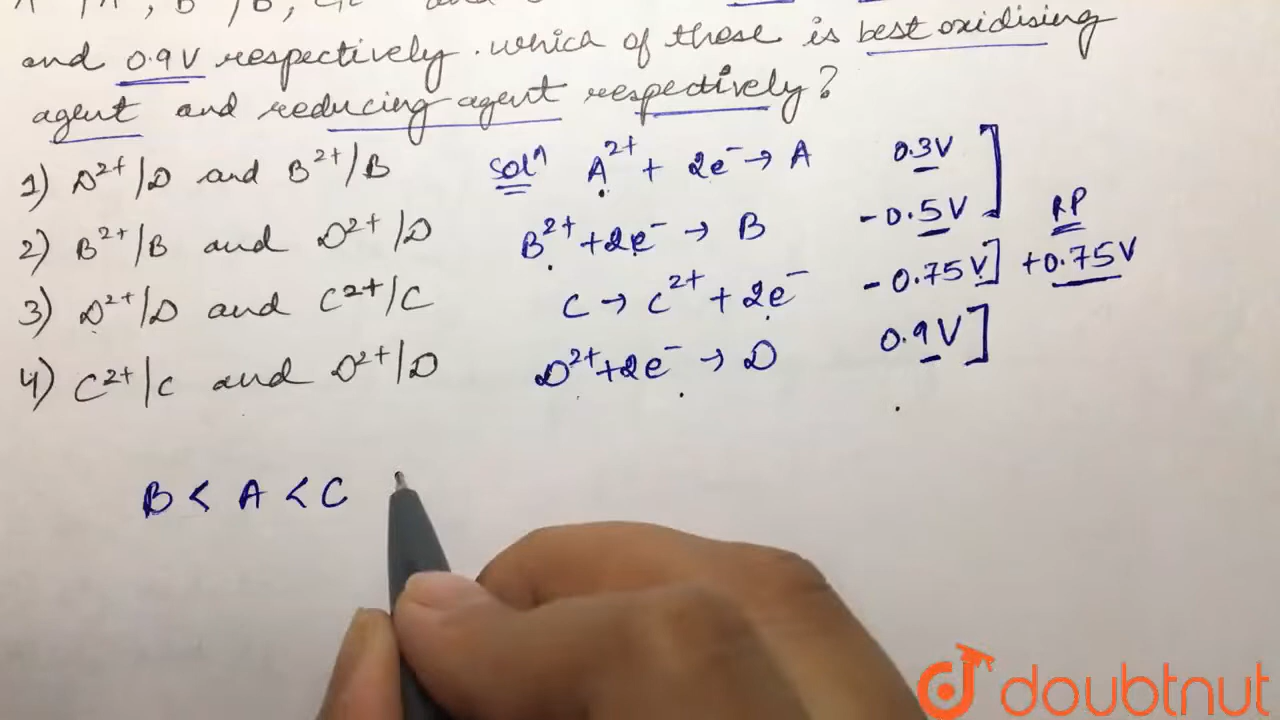 and 0.9V respectively. which of these is best oxidising
agent and reducing agent respectively?
1) D²⁺/D and B²⁺/B
2) B²⁺/B and D²⁺/D
3) D²⁺/D and C²⁺/C
4) C²⁺/C and D²⁺/D
Solⁿ A²⁺ + 2e⁻ → A 0.3V
B²⁺ + 2e⁻ → B -0.5V RP
C → C²⁺ + 2e⁻ -0.75V +0.75V
D²⁺ + 2e⁻ → D 0.9V
B < A < C
doubtnut